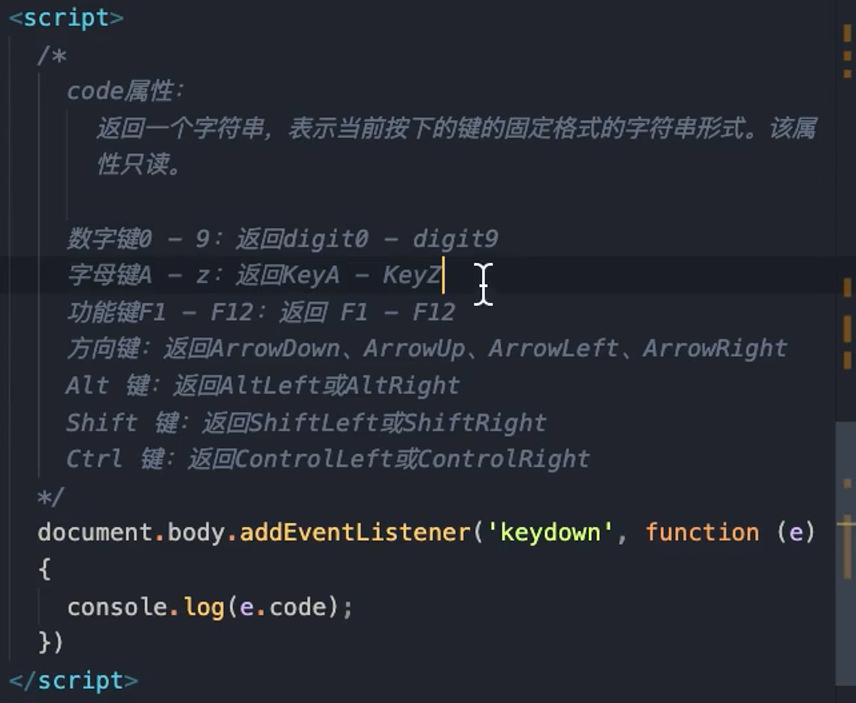 <script>
/*
code属性：
返回一个字符串，表示当前按下的键的固定格式的字符串形式。该属
性只读。
数字键0 - 9：返回digit0 - digit9
字母键A - z：返回KeyA - KeyZ
功能键F1 - F12：返回 F1 - F12
方向键：返回ArrowDown、ArrowUp、ArrowLeft、ArrowRight
Alt 键：返回AltLeft或AltRight
Shift 键：返回ShiftLeft或ShiftRight
Ctrl 键：返回ControlLeft或ControlRight
*/
document.body.addEventListener('keydown', function (e)
{
console.log(e.code);
})
</script>